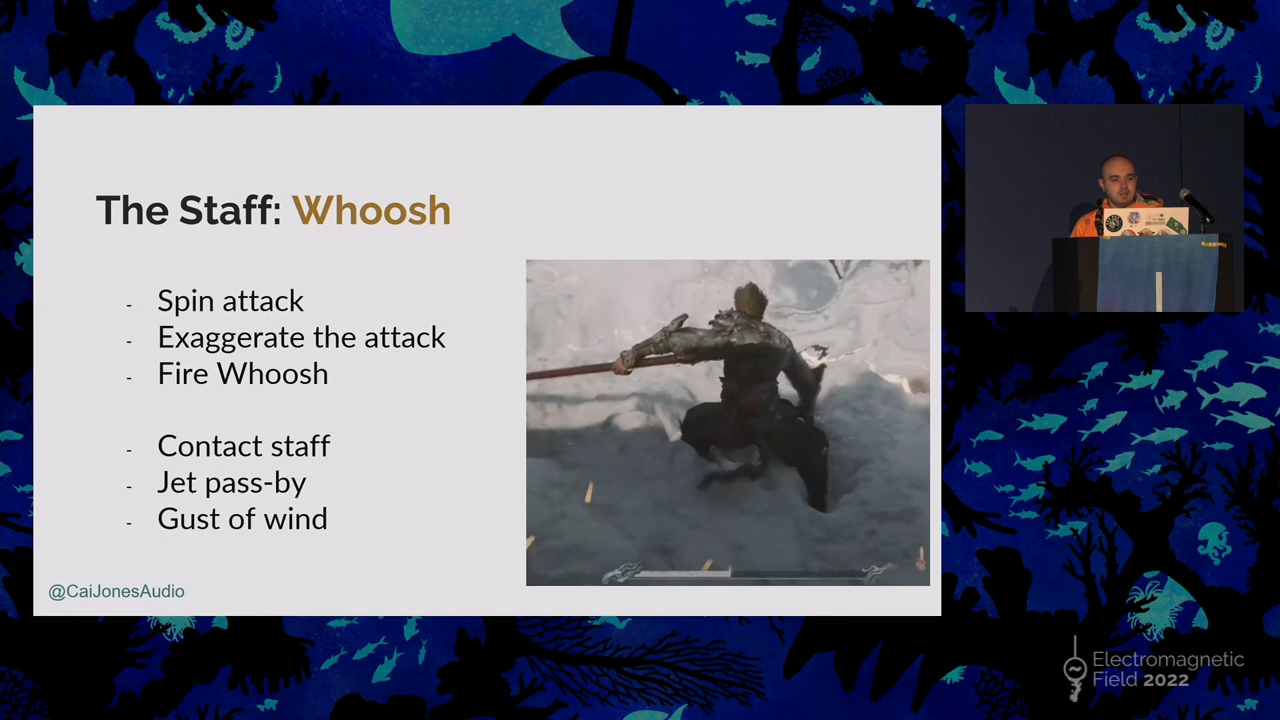 The Staff: Whoosh
- Spin attack
- Exaggerate the attack
- Fire Whoosh
- Contact staff
- Jet pass-by
- Gust of wind
@CaiJonesAudio
Electromagnetic
Field 2022